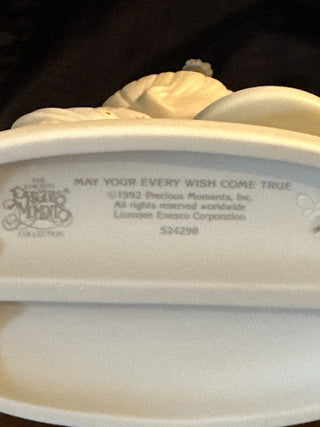 THE
ENESCO
PRECIOUS
MOMENTS
COLLECTION
MAY YOUR EVERY WISH COME TRUE
©1992 Precious Moments, Inc.
All rights reserved worldwide
Licensee Enesco Corporation
524298